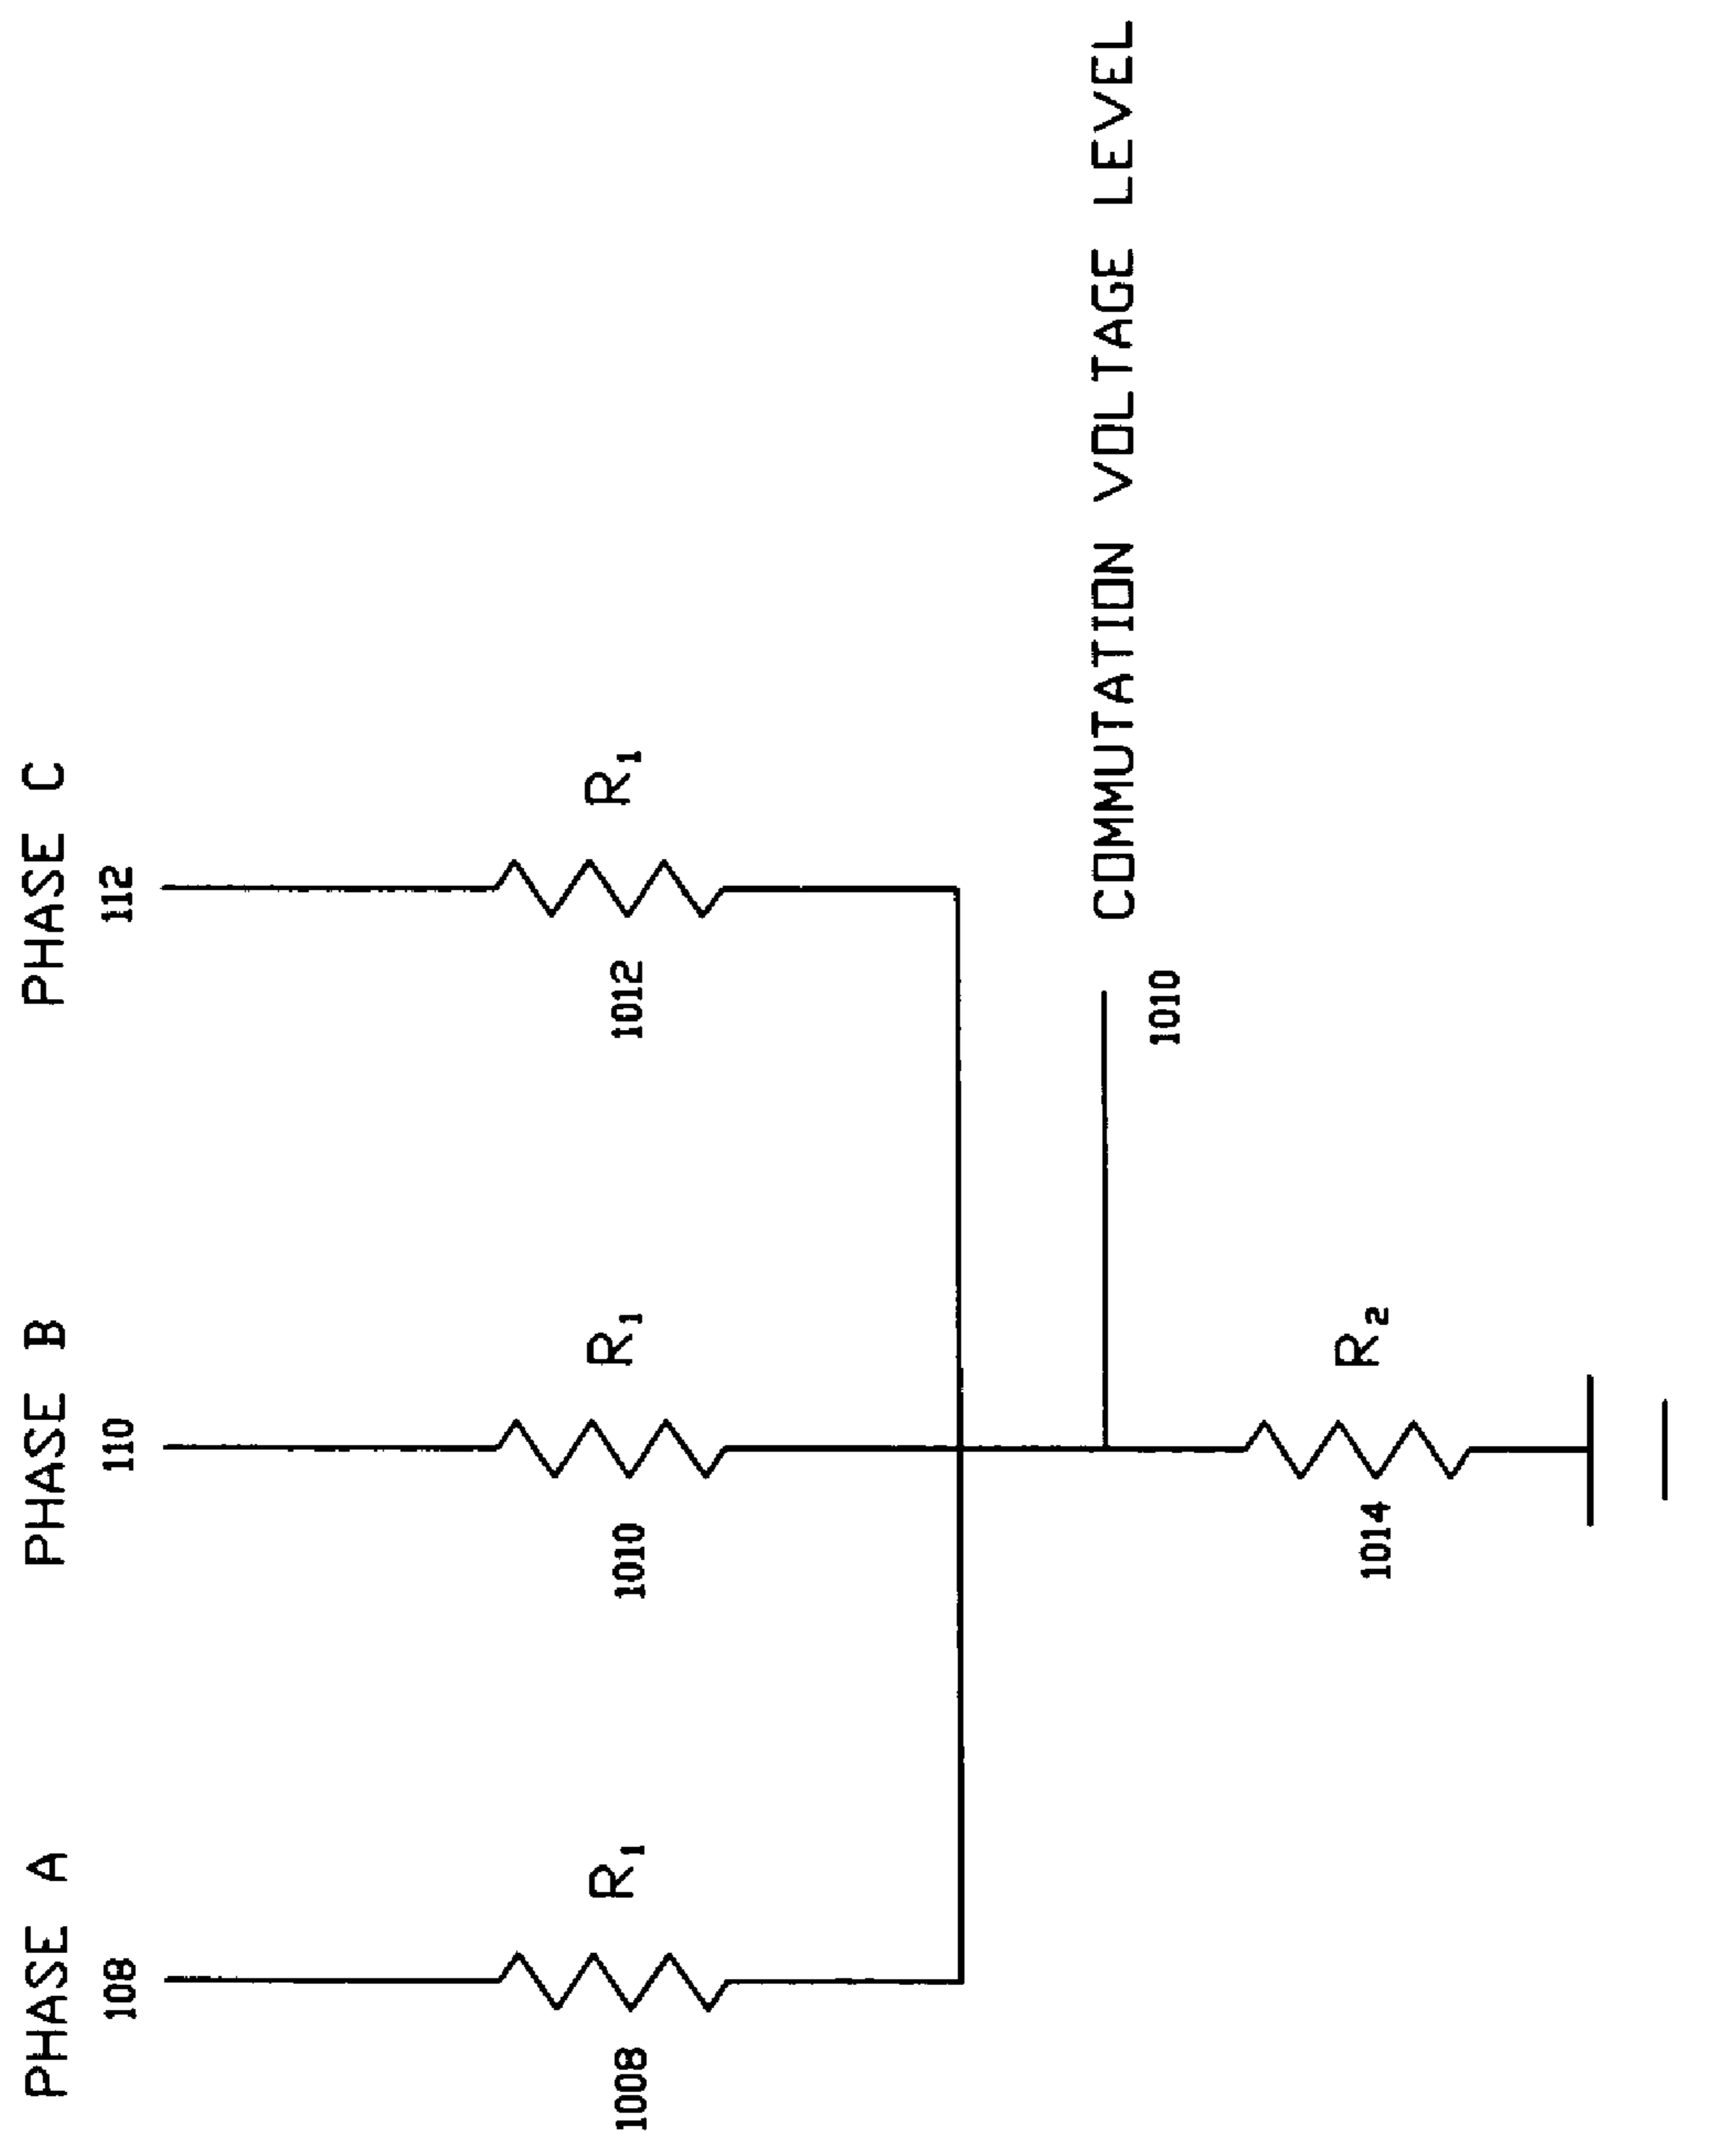 PHASE A
PHASE B
PHASE C
108
110
112
1008
R1
1010
R1
1012
R1
COMMUTATION VOLTAGE LEVEL
1010
1014
R2